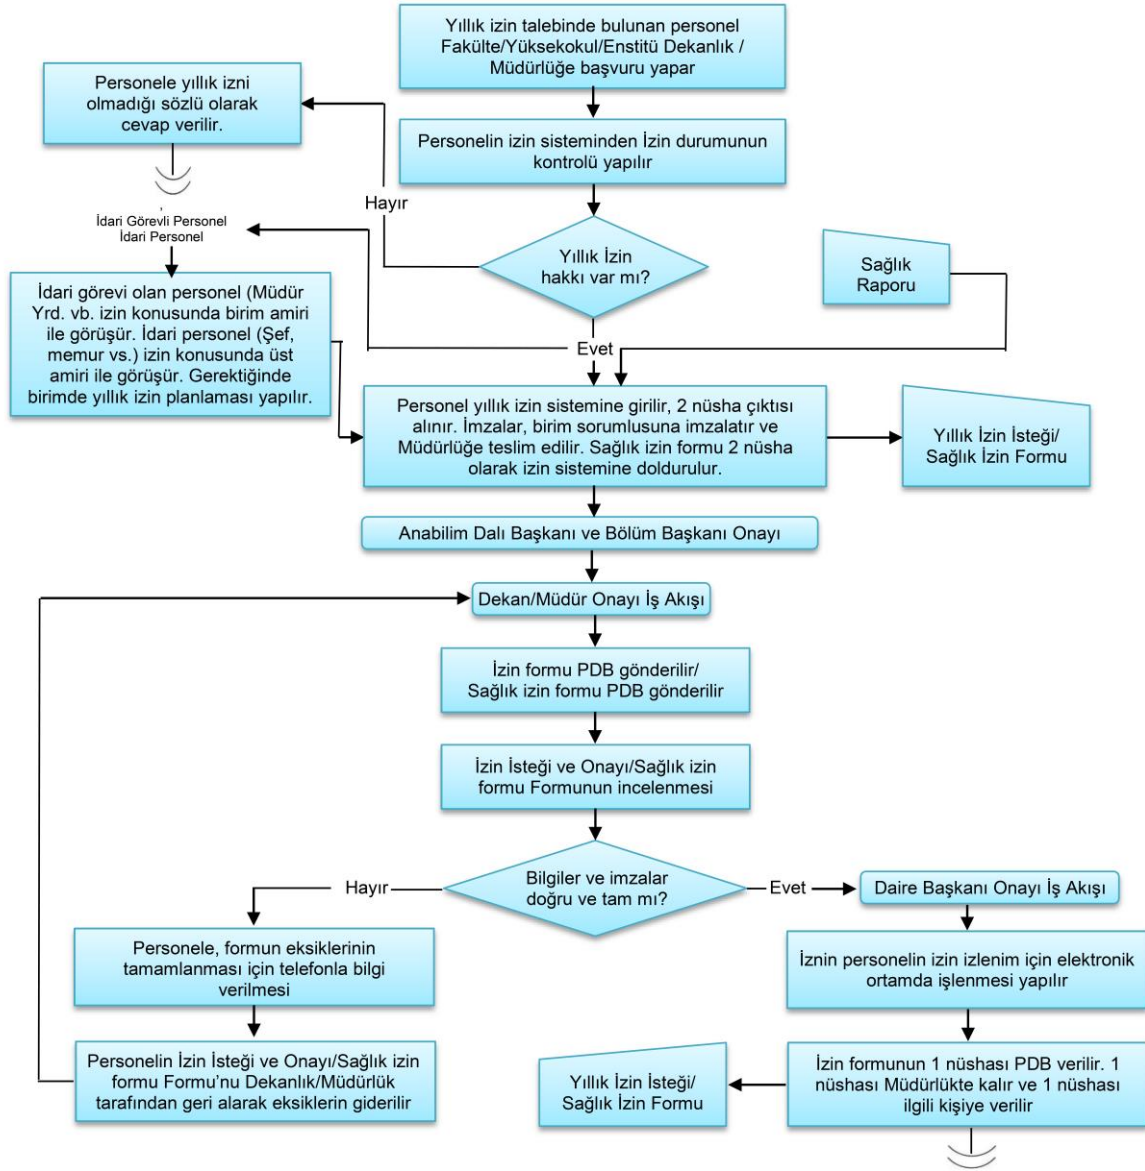 Yıllık izin talebinde bulunan personel
Fakülte/Yüksekokul/Enstitü Dekanlık /
Müdürlüğe başvuru yapar
Personele yıllık izni
olmadığı sözlü olarak
cevap verilir.
Personelin izin sisteminden İzin durumunun
kontrolü yapılır
Hayır
,
İdari Görevli Personel
İdari Personel
Yıllık İzin
hakkı var mı?
Sağlık
Raporu
İdari görevi olan personel (Müdür
Yrd. vb. izin konusunda birim amiri
ile görüşür. İdari personel (Şef,
memur vs.) izin konusunda üst
amiri ile görüşür. Gerektiğinde
birimde yıllık izin planlaması yapılır.
Evet
Personel yıllık izin sistemine girilir, 2 nüsha çıktısı
alınır. İmzalar, birim sorumlusuna imzalatır ve
Müdürlüğe teslim edilir. Sağlık izin formu 2 nüsha
olarak izin sistemine doldurulur.
Yıllık İzin İsteği/
Sağlık İzin Formu
Anabilim Dalı Başkanı ve Bölüm Başkanı Onayı
Dekan/Müdür Onayı İş Akışı
İzin formu PDB gönderilir/
Sağlık izin formu PDB gönderilir
İzin İsteği ve Onayı/Sağlık izin
formu Formunun incelenmesi
Bilgiler ve imzalar
doğru ve tam mı?
Hayır
Evet
Daire Başkanı Onayı İş Akışı
Personele, formun eksiklerinin
tamamlanması için telefonla bilgi
verilmesi
İznin personelin izin izlenim için elektronik
ortamda işlenmesi yapılır
Personelin İzin İsteği ve Onayı/Sağlık izin
formu Formu’nu Dekanlık/Müdürlük
tarafından geri alarak eksiklerin giderilir
Yıllık İzin İsteği/
Sağlık İzin Formu
İzin formunun 1 nüshası PDB verilir. 1
nüshası Müdürlükte kalır ve 1 nüshası
ilgili kişiye verilir